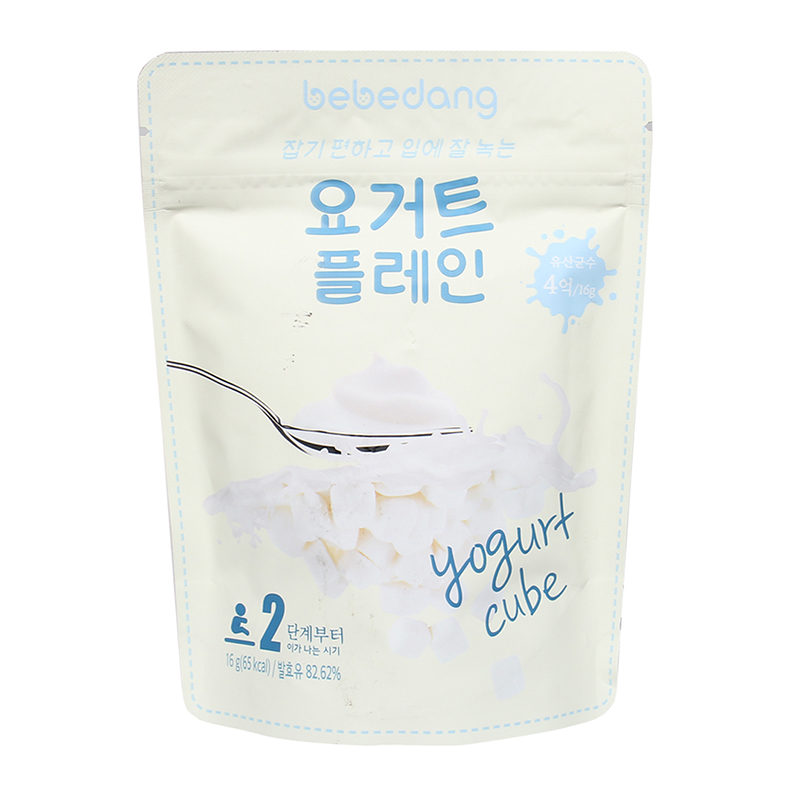 bebedang
잡기 편하고 입에 잘 녹는
요거트
플레인
유산균수
4억/16g
yogurt
cube
2 단계부터
이가 나는 시기
16 g(65 kcal) / 발효유 82.62%